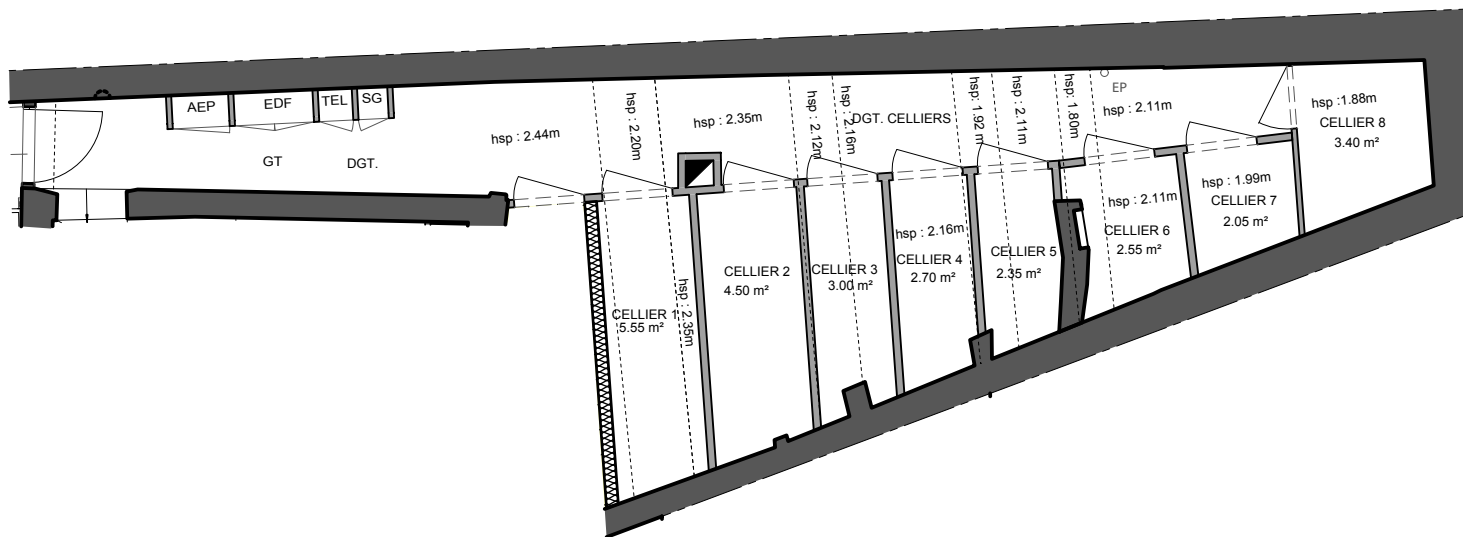 AEP
EDF
TEL
SG
GT
DGT.
hsp : 2.44m
hsp : 2.20m
hsp : 2.35m
hsp : 2.12m
hsp : 2.16m
DGT. CELLIERS
hsp : 1.92 m
hsp : 2.11m
hsp : 1.80m
EP
hsp : 2.11m
hsp :1.88m
CELLIER 8
3.40 m²
hsp : 1.99m
CELLIER 7
2.05 m²
hsp : 2.11m
CELLIER 6
2.55 m²
CELLIER 5
2.35 m²
hsp : 2.16m
CELLIER 4
2.70 m²
CELLIER 3
3.00 m²
CELLIER 2
4.50 m²
hsp : 2.35m
CELLIER 1
5.55 m²